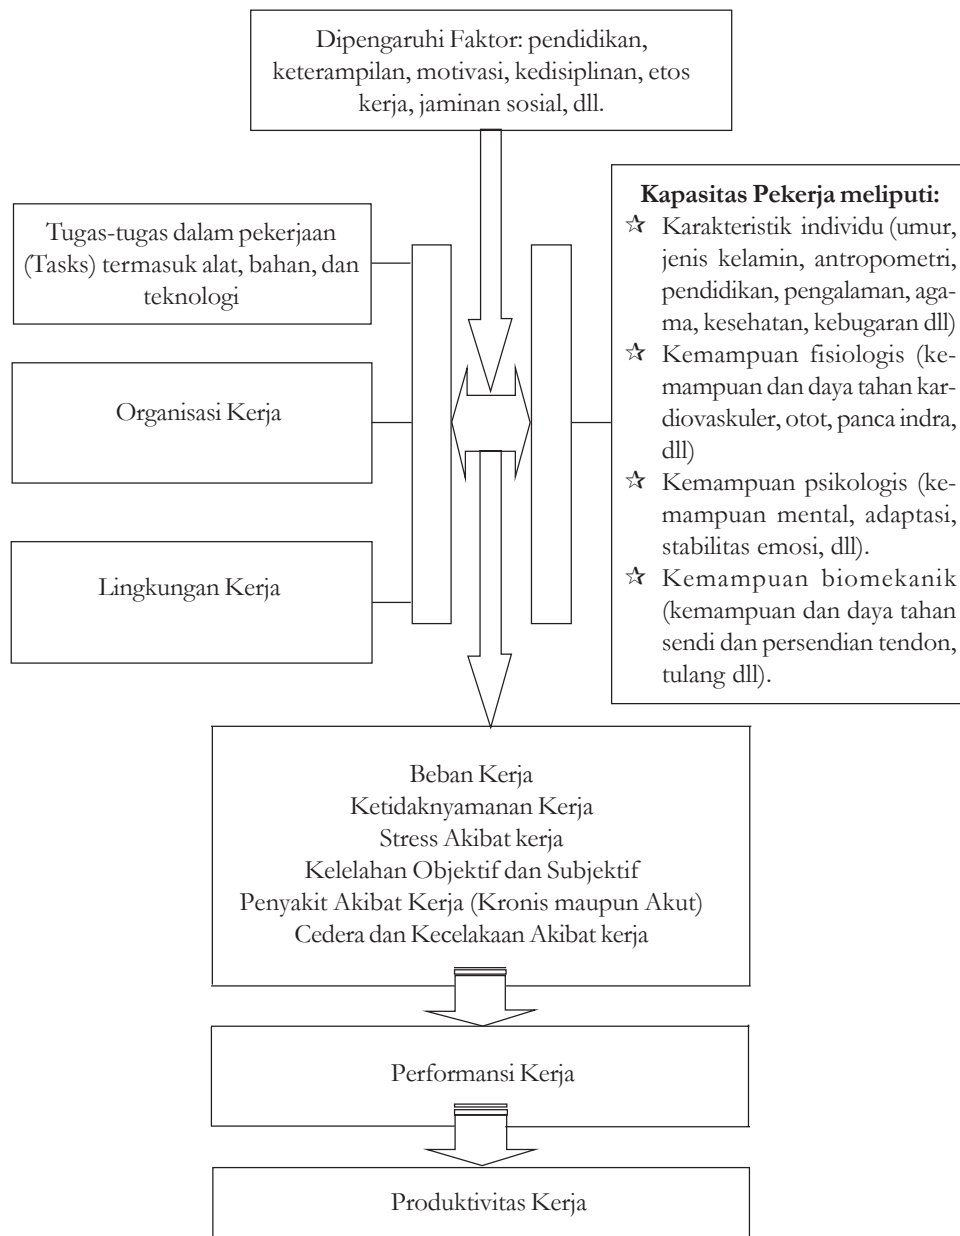 Dipengaruhi Faktor: pendidikan,
keterampilan, motivasi, kedisiplinan, etos
kerja, jaminan sosial, dll.
Tugas-tugas dalam pekerjaan
(Tasks) termasuk alat, bahan, dan
teknologi
Organisasi Kerja
Lingkungan Kerja
Kapasitas Pekerja meliputi:
☆ Karakteristik individu (umur,
jenis kelamin, antropometri,
pendidikan, pengalaman, aga-
ma, kesehatan, kebugaran dll)
☆ Kemampuan fisiologis (ke-
mampuan dan daya tahan kar-
diovaskuler, otot, panca indra,
dll)
☆ Kemampuan psikologis (ke-
mampuan mental, adaptasi,
stabilitas emosi, dll).
☆ Kemampuan biomekanik
(kemampuan dan daya tahan
sendi dan persendian tendon,
tulang dll).
Beban Kerja
Ketidaknyamanan Kerja
Stress Akibat kerja
Kelelahan Objektif dan Subjektif
Penyakit Akibat Kerja (Kronis maupun Akut)
Cedera dan Kecelakaan Akibat kerja
Performansi Kerja
Produktivitas Kerja